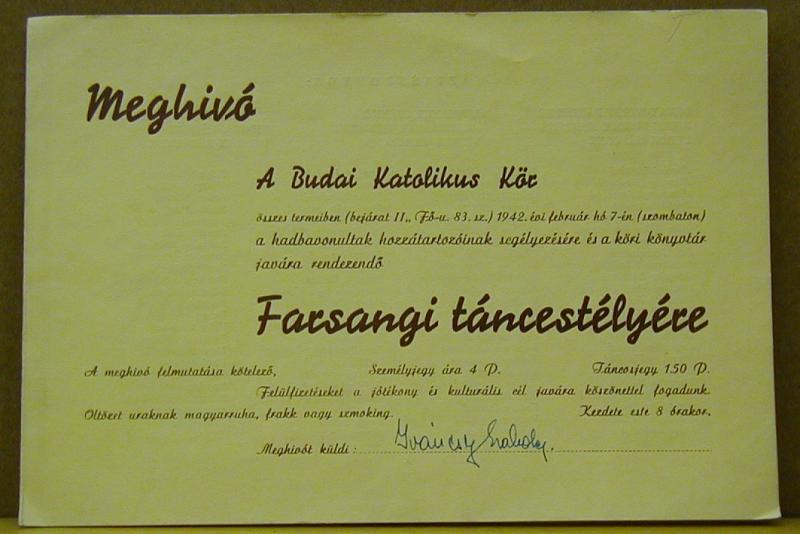 Meghivó
A Budai Katolikus Kör
összes termeiben (bejárat II., Fő-u. 83. sz.) 1942. évi február hó 7-én (szombaton)
a hadbavonultak hozzátartozóinak segélyezésére és a köri könyvtár
javára rendezendő
Farsangi táncestélyére
A meghivó felmutatása kötelező, Személyjegy ára 4 P. Táncosjegy 1.50 P.
Felülfizetéseket a jótékony és kulturális cél javára köszönettel fogadunk.
Öltözet uraknak magyarruha, frakk vagy szmoking. Kezdete este 8 órakor.
Meghivót küldi : Iváncsy